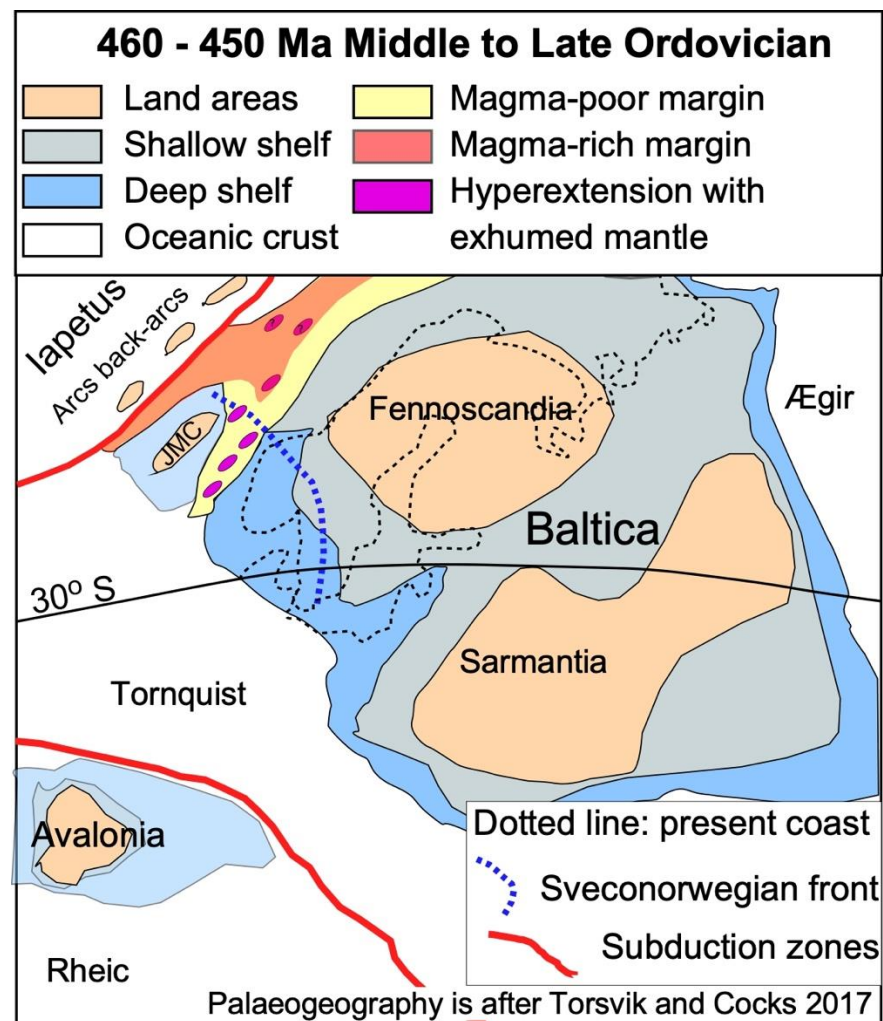 460 - 450 Ma Middle to Late Ordovician
Land areas
Shallow shelf
Deep shelf
Oceanic crust
Magma-poor margin
Magma-rich margin
Hyperextension with
exhumed mantle
Iapetus
Arcs back-arcs
JMC
Fennoscandia
Ægir
Baltica
30º S
Sarmantia
Tornquist
Avalonia
Rheic
Dotted line: present coast
Sveconorwegian front
Subduction zones
Palaeogeography is after Torsvik and Cocks 2017